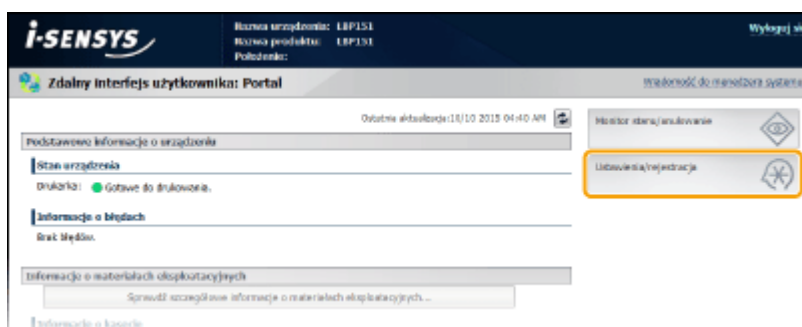 i-SENSYS
Nazwa urządzenia: LBP151
Nazwa produktu: LBP151
Położenie:
Wyloguj si
Zdalny interfejs użytkownika: Portal
Wiadomość do menedżera systemu
Ostatnia aktualizacja:10/10 2015 04:40 AM
Podstawowe informacje o urządzeniu
Stan urządzenia
Drukarka: Gotowe do drukowania.
Informacje o błędach
Brak błędów.
Informacje o materiałach eksploatacyjnych
Sprawdź szczegółowe informacje o materiałach eksploatacyjnych...
Informacje o kasecie
Monitor stanu/anulowanie
Ustawienia/rejestracja